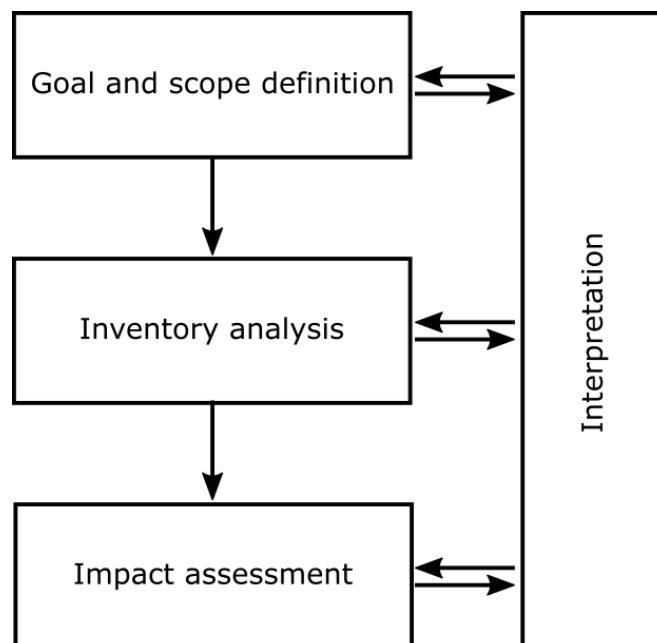 Goal and scope definition
Inventory analysis
Impact assessment
Interpretation